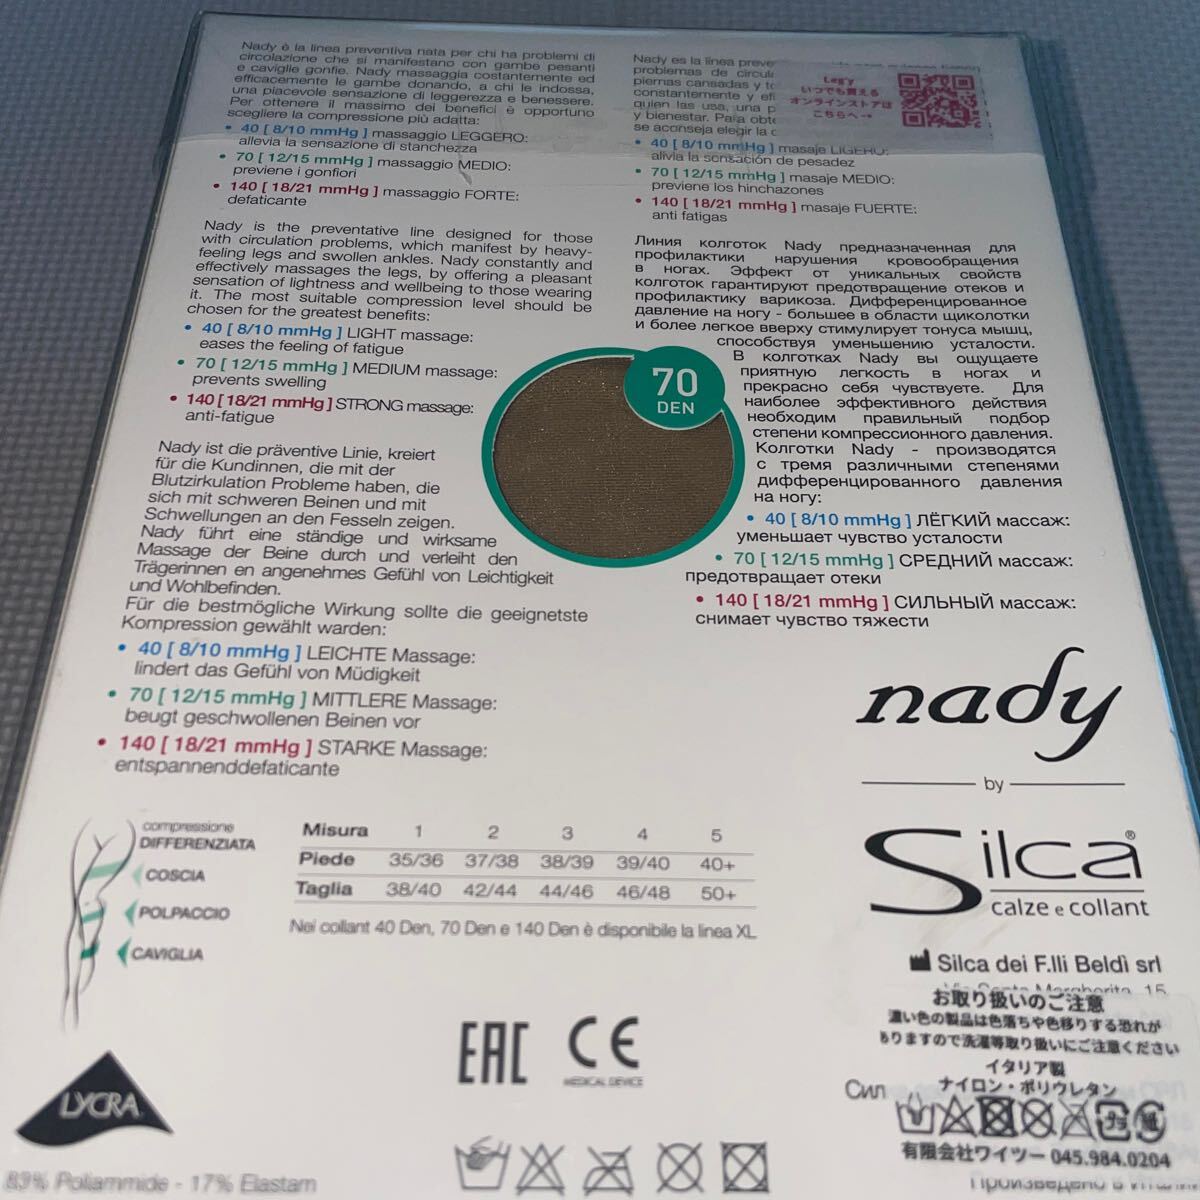 Nady è la linea preventiva nata per chi ha problemi di
circolazione che si manifestano con gambe pesanti
e caviglie gonfie. Nady massaggia costantemente ed
efficacemente le gambe donando, a chi le indossa,
una piacevole sensazione di leggerezza e benessere.
Per ottenere il massimo dei benefici è opportuno
scegliere la compressione più adatta:
• 40 [ 8/10 mmHg ] massaggio LEGGERO:
allevia la sensazione di stanchezza
• 70 [ 12/15 mmHg ] massaggio MEDIO:
previene i gonfiori
• 140 [ 18/21 mmHg ] massaggio FORTE:
defaticante
Nady is the preventative line designed for those
with circulation problems, which manifest by heavy-
feeling legs and swollen ankles. Nady constantly and
effectively massages the legs, by offering a pleasant
sensation of lightness and wellbeing to those wearing
it. The most suitable compression level should be
chosen for the greatest benefits:
• 40 [ 8/10 mmHg ] LIGHT massage:
eases the feeling of fatigue
• 70 [ 12/15 mmHg ] MEDIUM massage:
prevents swelling
• 140 [ 18/21 mmHg ] STRONG massage:
anti-fatigue
Nady ist die präventive Linie, kreiert
für die Kundinnen, die mit der
Blutzirkulation Probleme haben, die
sich mit schweren Beinen und mit
Schwellungen an den Fesseln zeigen.
Nady führt eine ständige und wirksame
Massage der Beine durch und verleiht den
Trägerinnen en angenehmes Gefühl von Leichtigkeit
und Wohlbefinden.
Für die bestmögliche Wirkung sollte die geeignetste
Kompression gewählt warden:
• 40 [ 8/10 mmHg ] LEICHTE Massage:
lindert das Gefühl von Müdigkeit
• 70 [ 12/15 mmHg ] MITTLERE Massage:
beugt geschwollenen Beinen vor
• 140 [ 18/21 mmHg ] STARKE Massage:
entspannenddefaticante
Nady es la línea
problemas de
piernas cansadas y
constantemente y
quien las usa, una
y bienestar. Para
se aconseja elegir la
Leg'y
いつでも買える
オンラインストアは
こちらへ→
• 40 [ 8/10 mmHg ] masaje LIGERO:
alivia la sensación de pesadez
• 70 [ 12/15 mmHg ] masaje MEDIO:
previene los hinchazones
• 140 [ 18/21 mmHg ] masaje FUERTE:
anti fatigas
Линия колготок Nady предназначенная для
профилактики нарушения кровообращения
в ногах. Эффект от уникальных свойств
колготок гарантируют предотвращение отеков и
профилактику варикоза. Дифференцированное
давление на ногу - большее в области щиколотки
и более легкое вверху стимулирует тонуса мышц,
способствуя уменьшению усталости.
В колготках Nady вы ощущаете
приятную легкость в ногах и
прекрасно себя чувствуете. Для
наиболее эффективного действия
необходим правильный подбор
степени компрессионного давления.
Колготки Nady - производятся
с тремя различными степенями
дифференцированного давления
на ногу:
• 40 [ 8/10 mmHg ] ЛЁГКИЙ массаж:
уменьшает чувство усталости
• 70 [ 12/15 mmHg ] СРЕДНИЙ массаж:
предотвращает отеки
• 140 [ 18/21 mmHg ] СИЛЬНЫЙ массаж:
снимает чувство тяжести
70
DEN
nady
by
Silca®
calze e collant
Silca dei F.lli Beldì srl
15
お取り扱いのご注意
濃い色の製品は色落ちや色移りする恐れが
ありますので洗濯等取り扱いにご注意ください
イタリア製
ナイロン・ポリウレタン
プラ 紙
有限会社ワイツー 045.984.0204
Сил
Произведено в
compressione
DIFFERENZIATA
COSCIA
POLPACCIO
CAVIGLIA
Misura 1 2 3 4 5
Piede 35/36 37/38 38/39 39/40 40+
Taglia 38/40 42/44 44/46 46/48 50+
Nei collant 40 Den, 70 Den e 140 Den è disponibile la linea XL
EAC CE
MEDICAL DEVICE
LYCRA
83% Poliammide - 17% Elastam